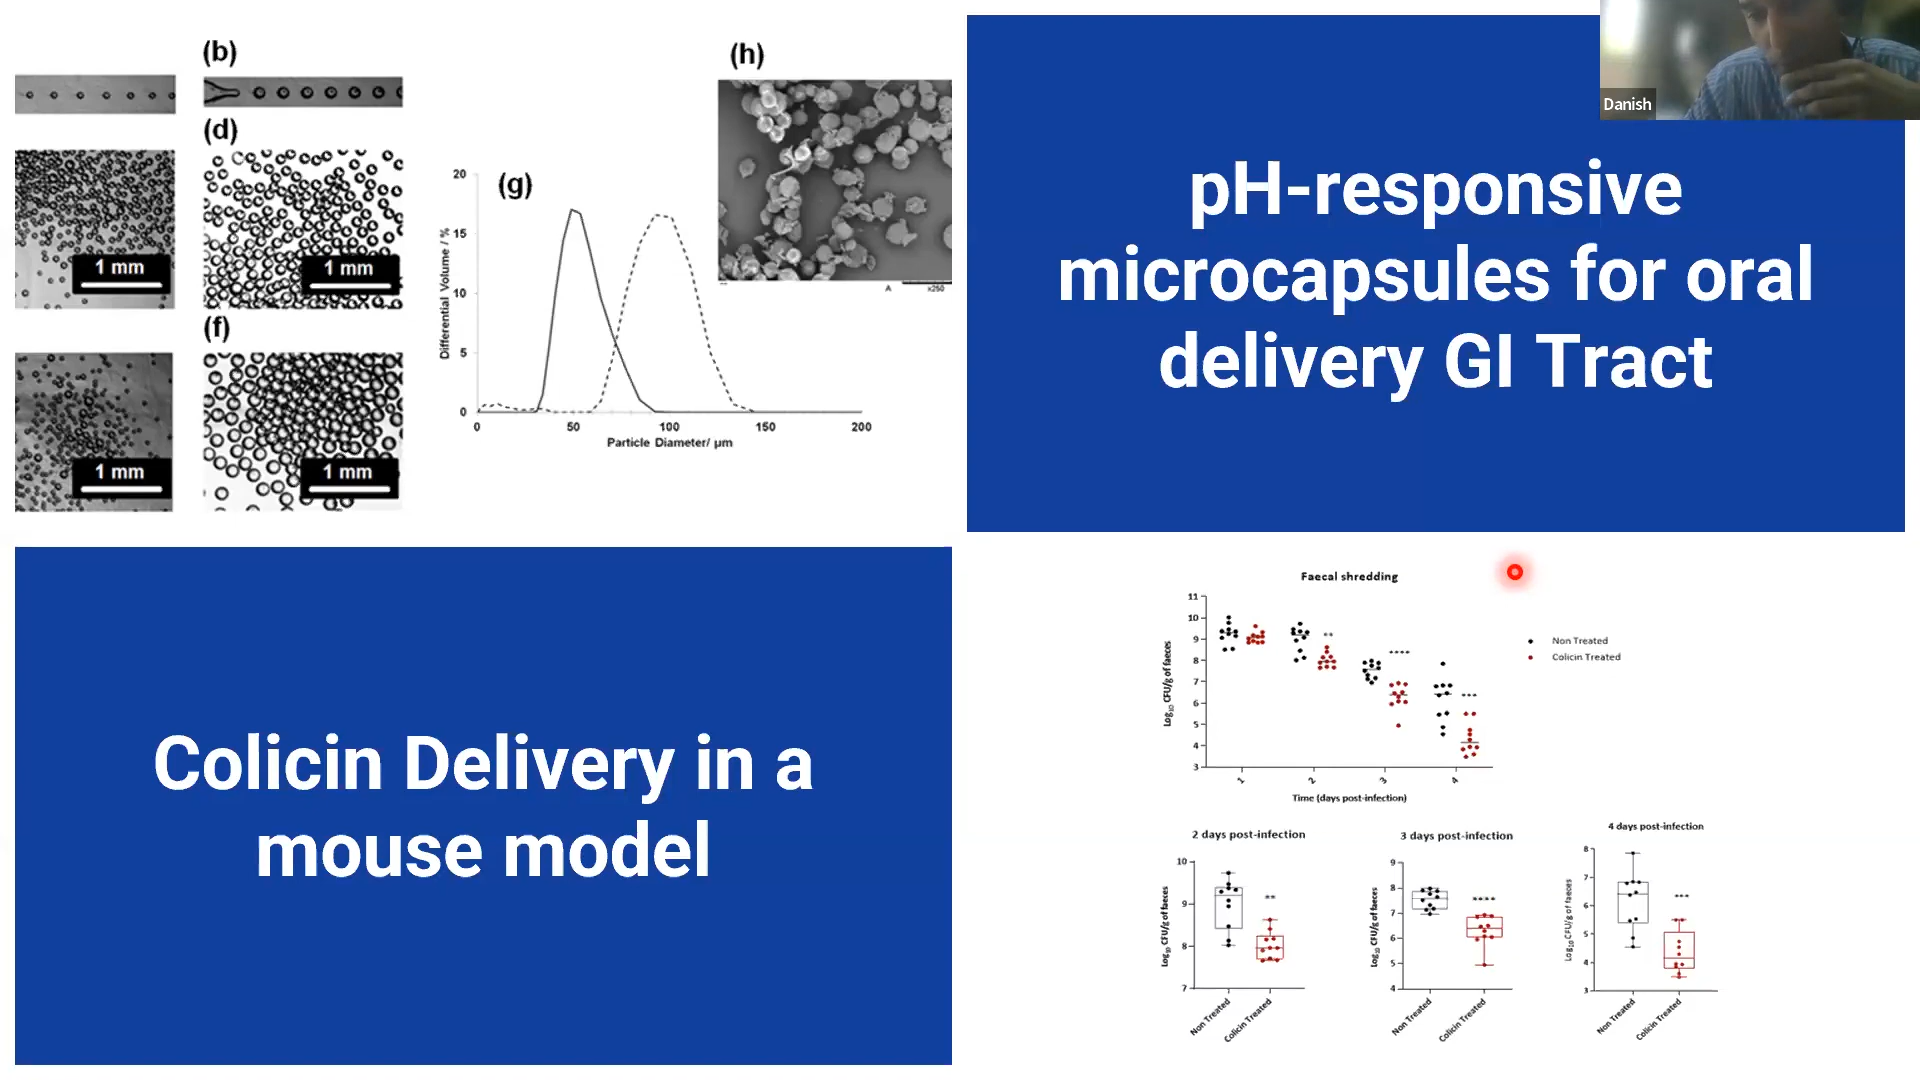 (b)
(d)
1 mm
1 mm
(f)
1 mm
1 mm
(g)
20
15
10
5
0
Differential Volume / %
0
50
100
150
200
Particle Diameter/ μm
(h)
A
x250
Danish
pH-responsive
microcapsules for oral
delivery GI Tract
Colicin Delivery in a
mouse model
Faecal shredding
11
10
9
8
7
6
5
4
3
Log10 CFU/g of faeces
**
****
***
1
2
3
4
Time (days post-infection)
Non Treated
Colicin Treated
2 days post-infection
10
9
8
7
Log10 CFU/g of faeces
**
Non Treated
Colicin Treated
3 days post-infection
9
8
7
6
5
4
Log10 CFU/g of faeces
****
Non Treated
Colicin Treated
4 days post-infection
8
7
6
5
4
3
Log10 CFU/g of faeces
***
Non Treated
Colicin Treated